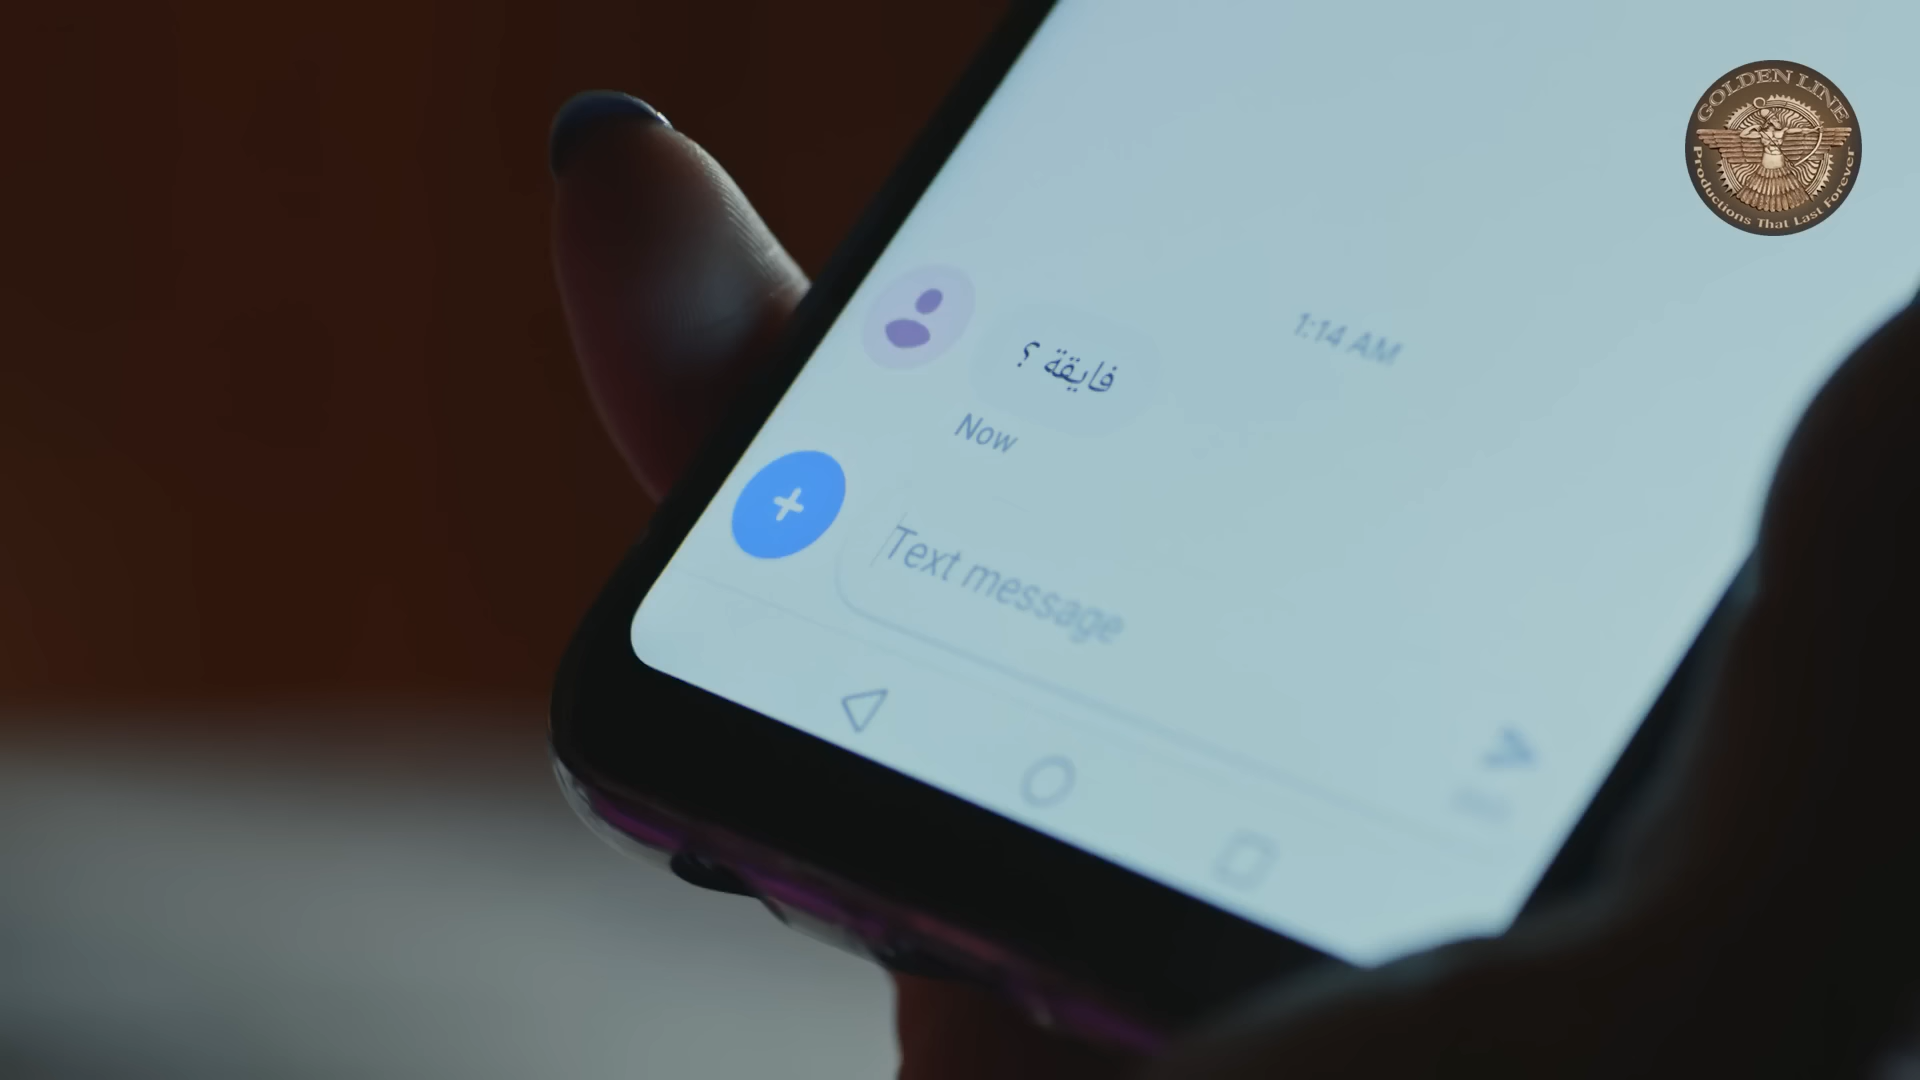 GOLDEN LINE
Productions That Last Forever
1:14 AM
فايقة ؟
Now
Text message